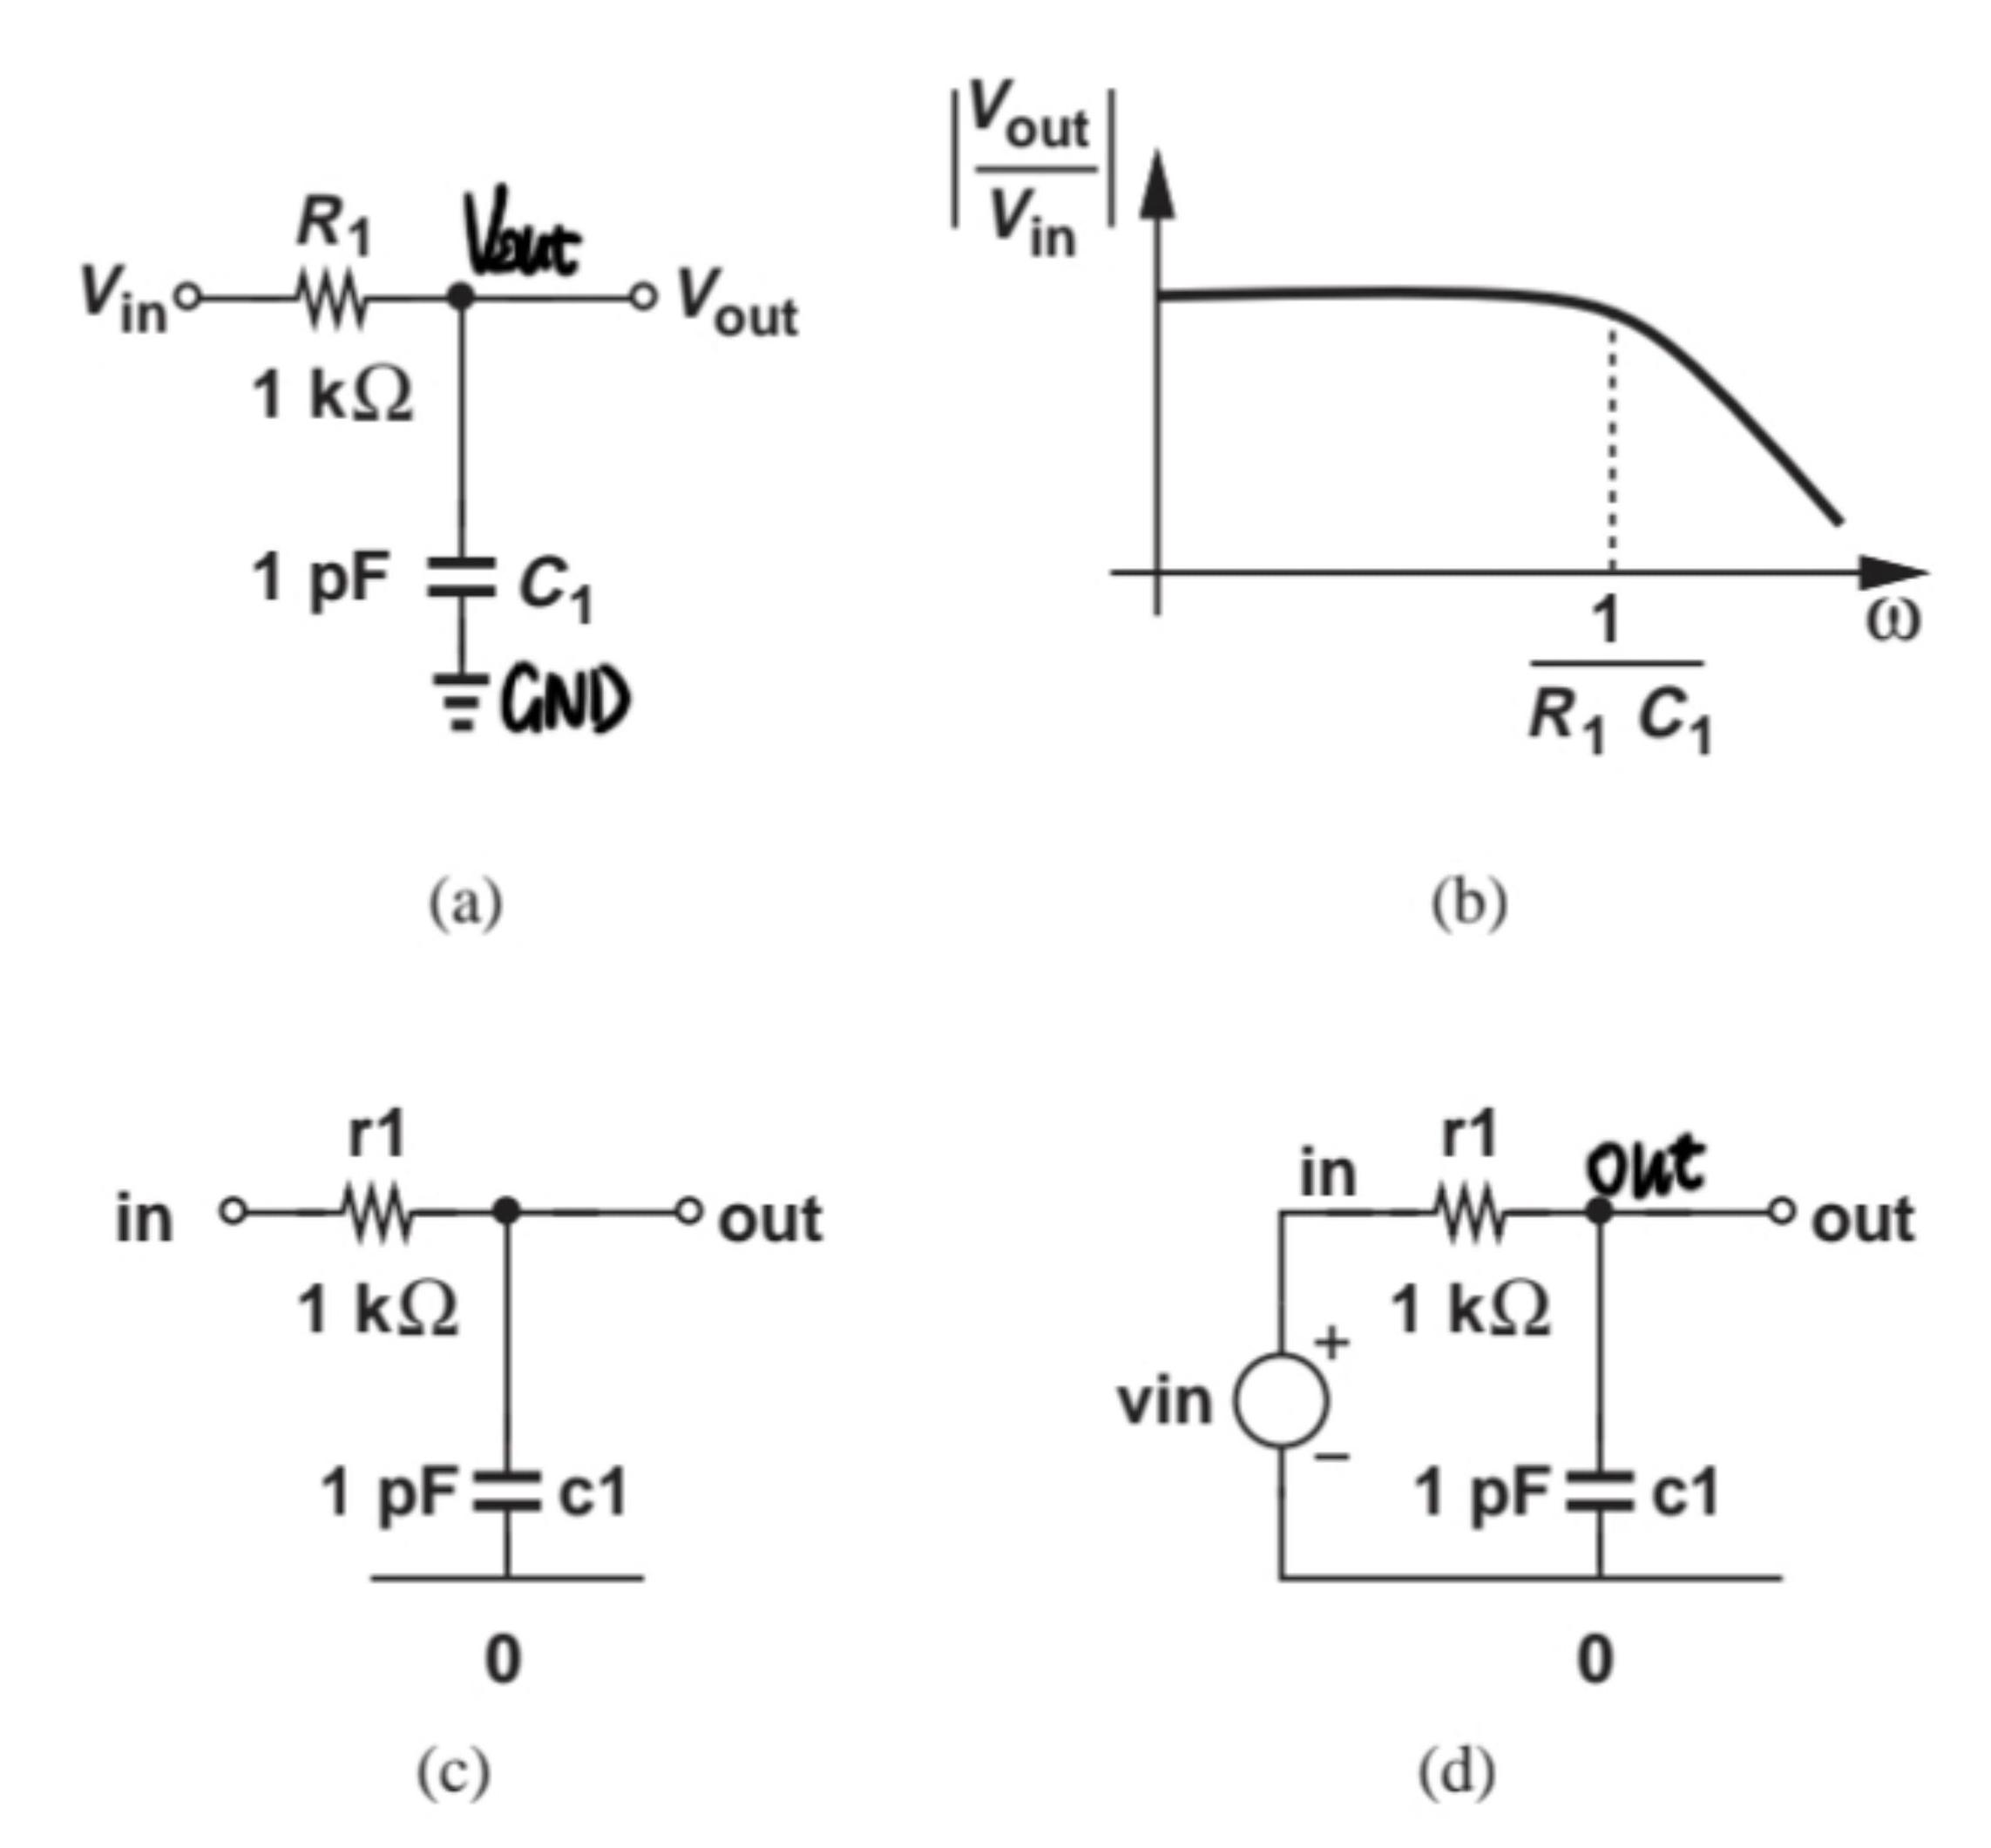 R1 Vout
Vin Vout
1 kΩ
1 pF C1
GND
(a)
|Vout/Vin|
ω
1
R1 C1
(b)
r1
in out
1 kΩ
1 pF c1
0
(c)
r1
in out
out
1 kΩ
+
vin
−
1 pF c1
0
(d)